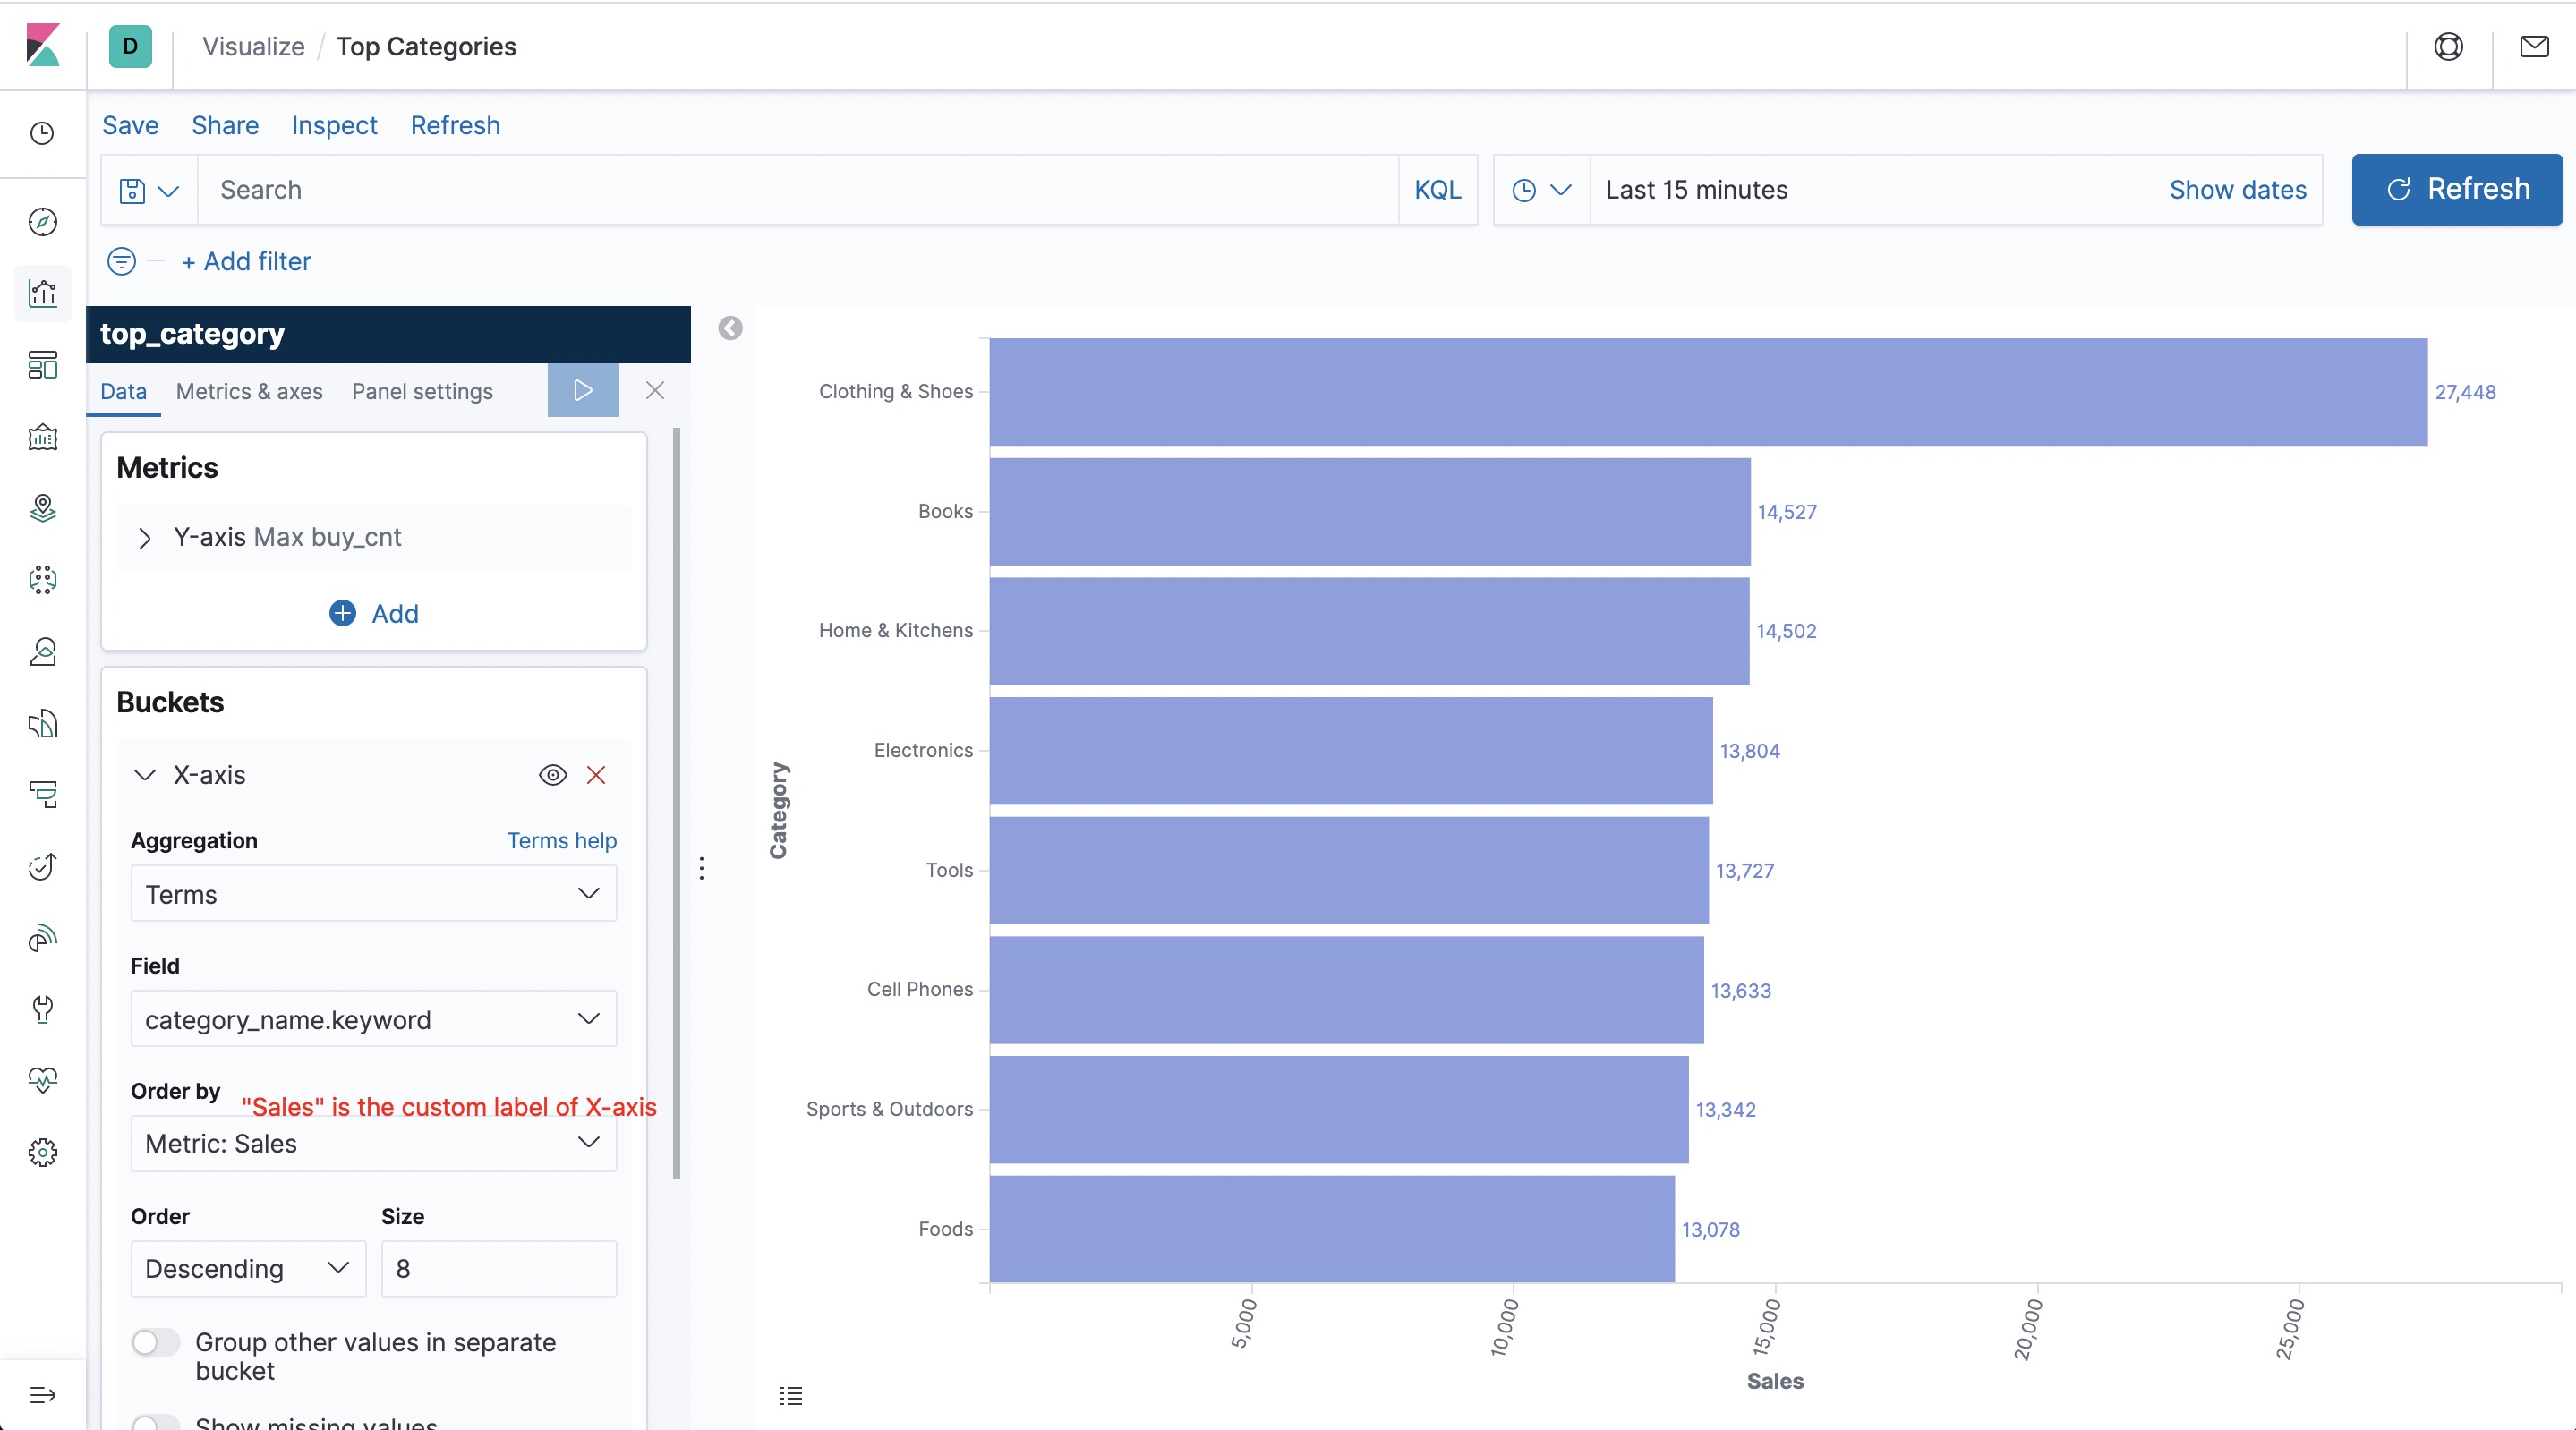 D
Visualize / Top Categories
Save Share Inspect Refresh
Search
KQL
Last 15 minutes
Show dates
Refresh
+ Add filter
top_category
Data Metrics & axes Panel settings
Metrics
Y-axis Max buy_cnt
Add
Buckets
X-axis
Aggregation
Terms help
Terms
Field
category_name.keyword
Order by
"Sales" is the custom label of X-axis
Metric: Sales
Order Size
Descending 8
Group other values in separate
bucket
Show missing values
Category
Clothing & Shoes 27,448
Books 14,527
Home & Kitchens 14,502
Electronics 13,804
Tools 13,727
Cell Phones 13,633
Sports & Outdoors 13,342
Foods 13,078
5,000 10,000 15,000 20,000 25,000
Sales